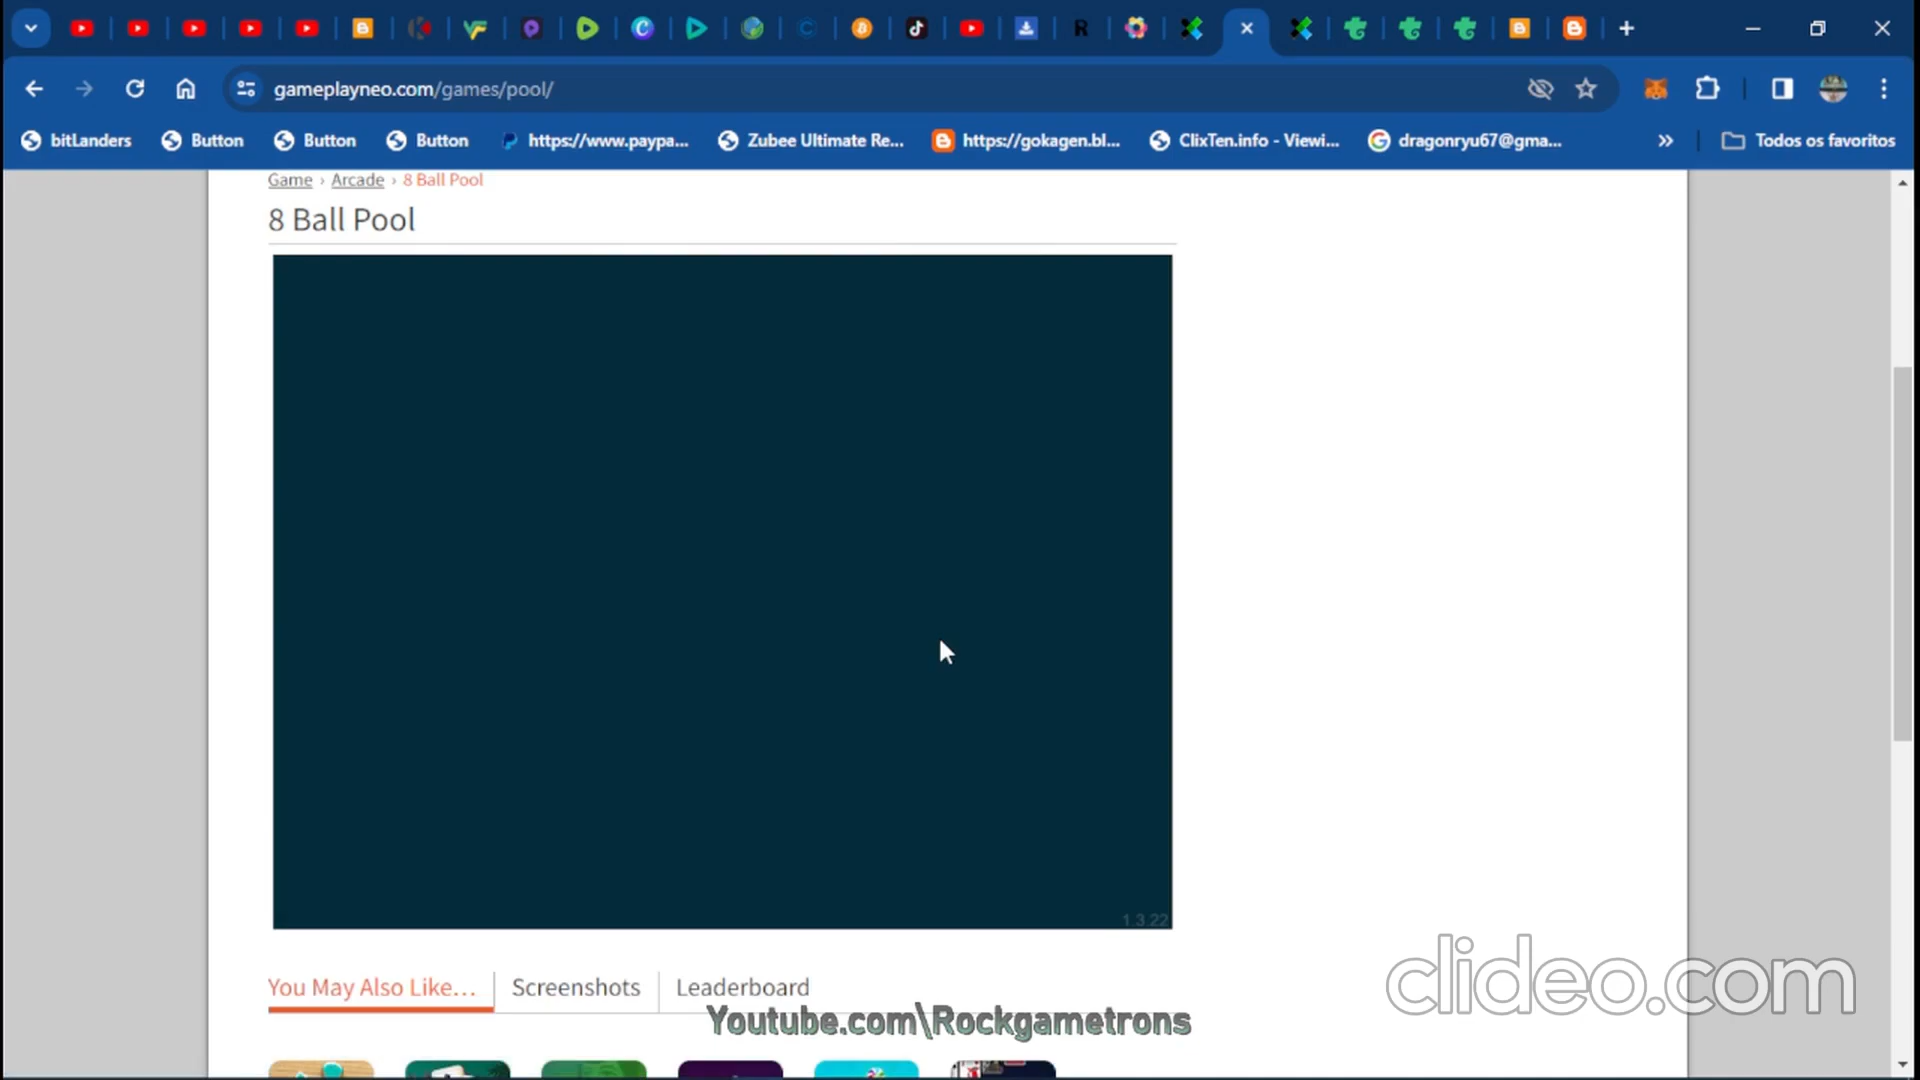 gameplayneo.com/games/pool/
bitLanders Button Button Button https://www.paypa... Zubee Ultimate Re... https://gokagen.bl... ClixTen.info - Viewi... dragonryu67@gma... » Todos os favoritos
Game › Arcade › 8 Ball Pool
8 Ball Pool
1.3.22
You May Also Like... Screenshots Leaderboard
clideo.com
Youtube.com\Rockgametrons